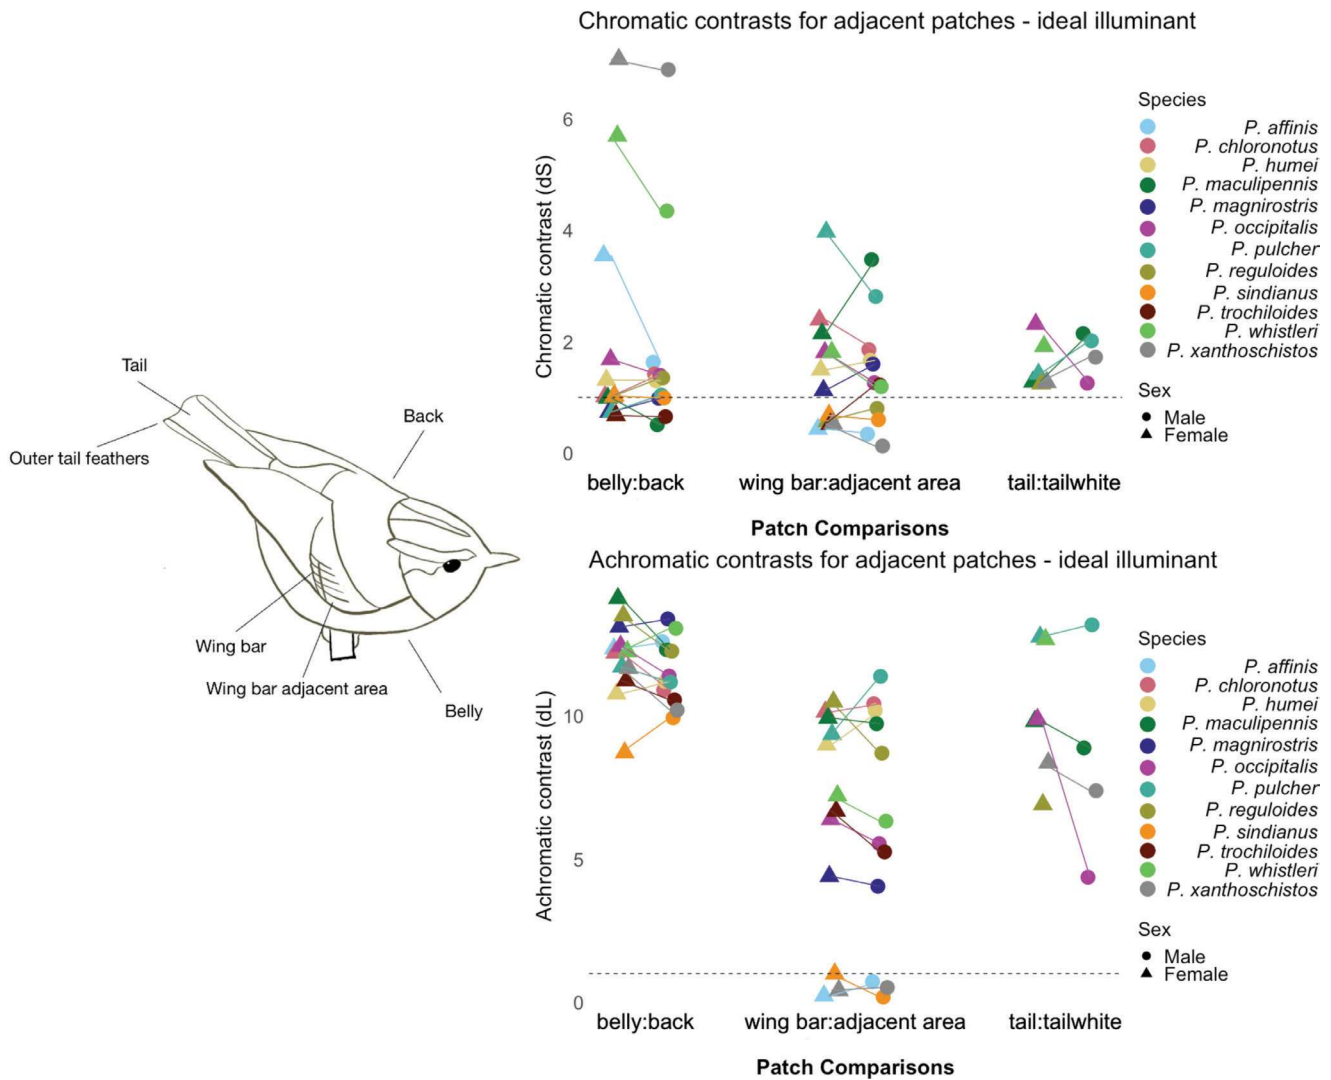 Chromatic contrasts for adjacent patches - ideal illuminant
Chromatic contrast (dS)
6
4
2
0
belly:back
wing bar:adjacent area
tail:tailwhite
Patch Comparisons
Species
P. affinis
P. chloronotus
P. humei
P. maculipennis
P. magnirostris
P. occipitalis
P. pulcher
P. reguloides
P. sindianus
P. trochiloides
P. whistleri
P. xanthoschistos
Sex
Male
Female
Tail
Back
Outer tail feathers
Wing bar
Wing bar adjacent area
Belly
Achromatic contrasts for adjacent patches - ideal illuminant
Achromatic contrast (dL)
10
5
0
belly:back
wing bar:adjacent area
tail:tailwhite
Patch Comparisons
Species
P. affinis
P. chloronotus
P. humei
P. maculipennis
P. magnirostris
P. occipitalis
P. pulcher
P. reguloides
P. sindianus
P. trochiloides
P. whistleri
P. xanthoschistos
Sex
Male
Female